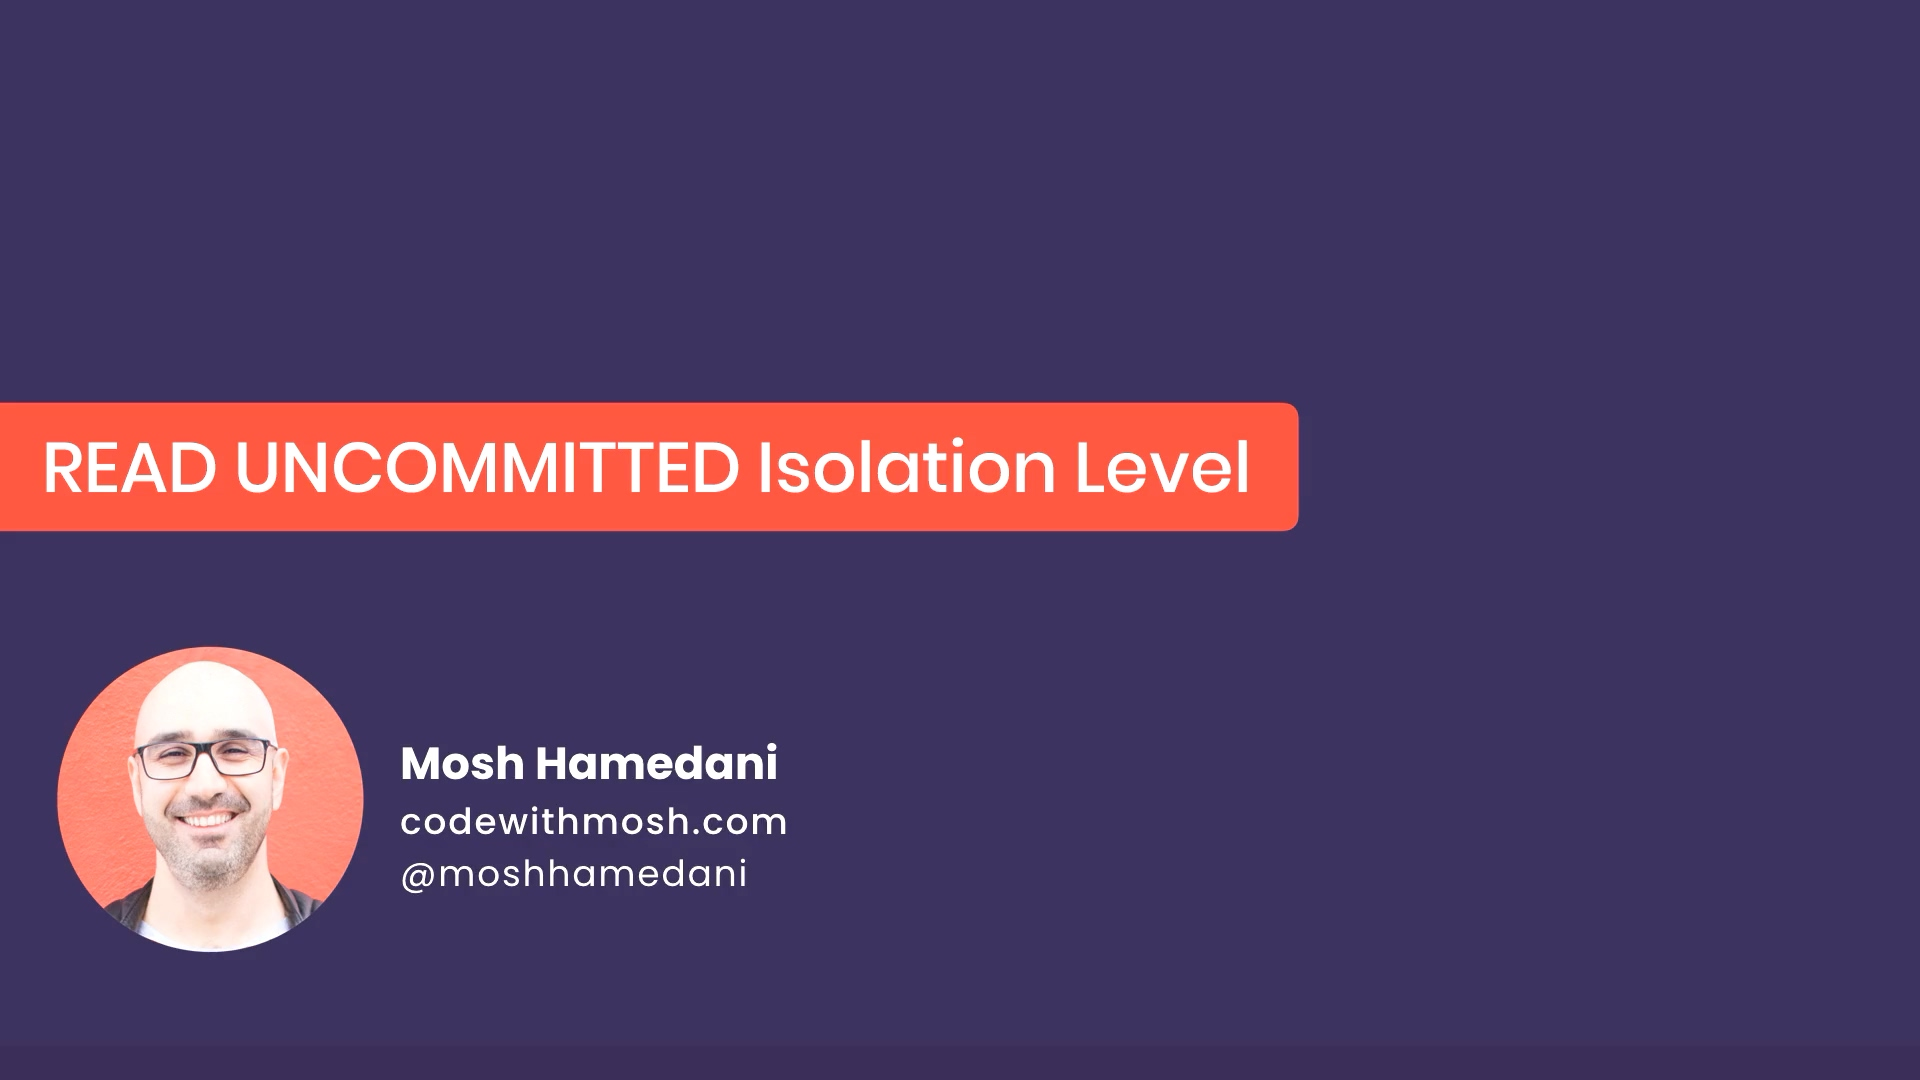 READ UNCOMMITTED Isolation Level
Mosh Hamedani
codewithmosh.com
@moshhamedani